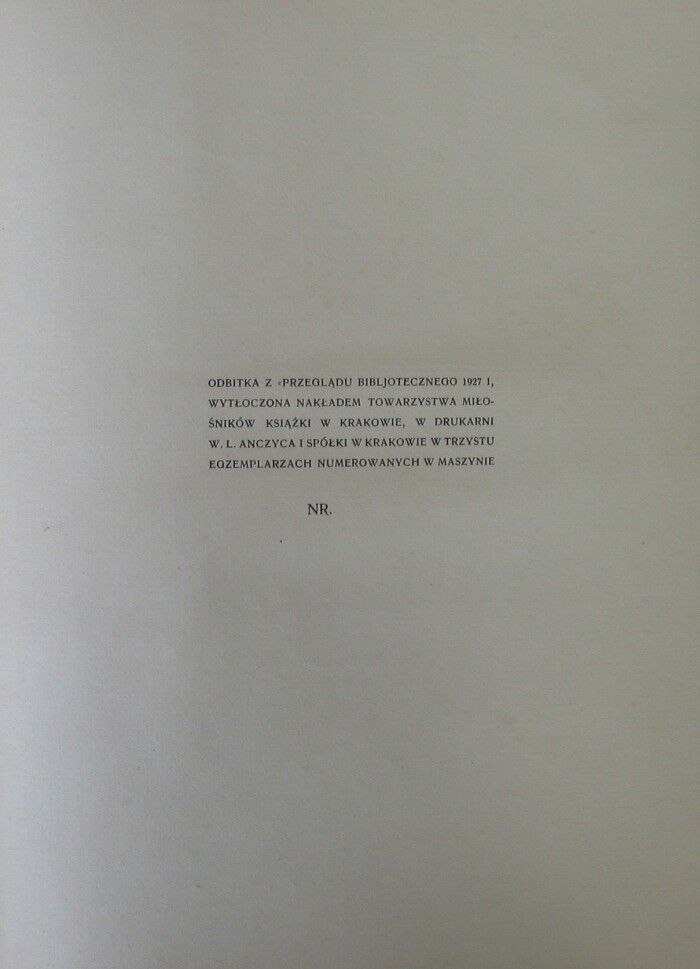 ODBITKA Z «PRZEGLĄDU BIBLJOTECZNEGO 1927 I,
WYTŁOCZONA NAKŁADEM TOWARZYSTWA MIŁO-
ŚNIKÓW KSIĄŻKI W KRAKOWIE, W DRUKARNI
W. L. ANCZYCA I SPÓŁKI W KRAKOWIE W TRZYSTU
EGZEMPLARZACH NUMEROWANYCH W MASZYNIE
NR.